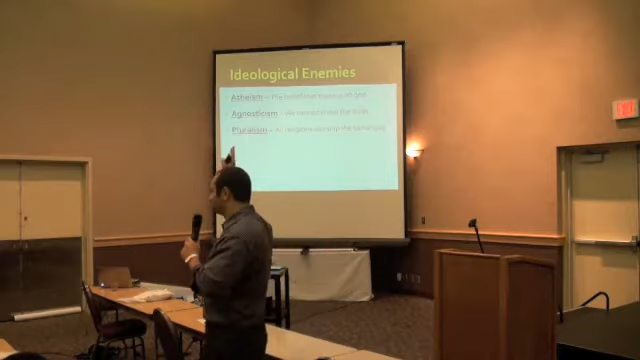 Ideological Enemies
Atheism – The belief that there is no god
Agnosticism – We cannot know the truth
Pluralism – All religions worship the same god
EXIT